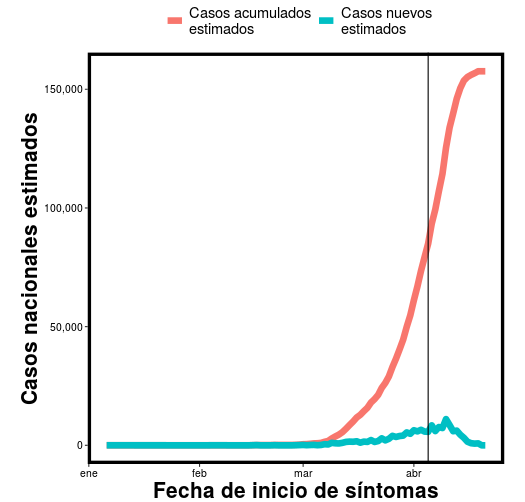 Casos acumulados
estimados
Casos nuevos
estimados
Casos nacionales estimados
150,000
100,000
50,000
0
ene
feb
mar
abr
Fecha de inicio de síntomas